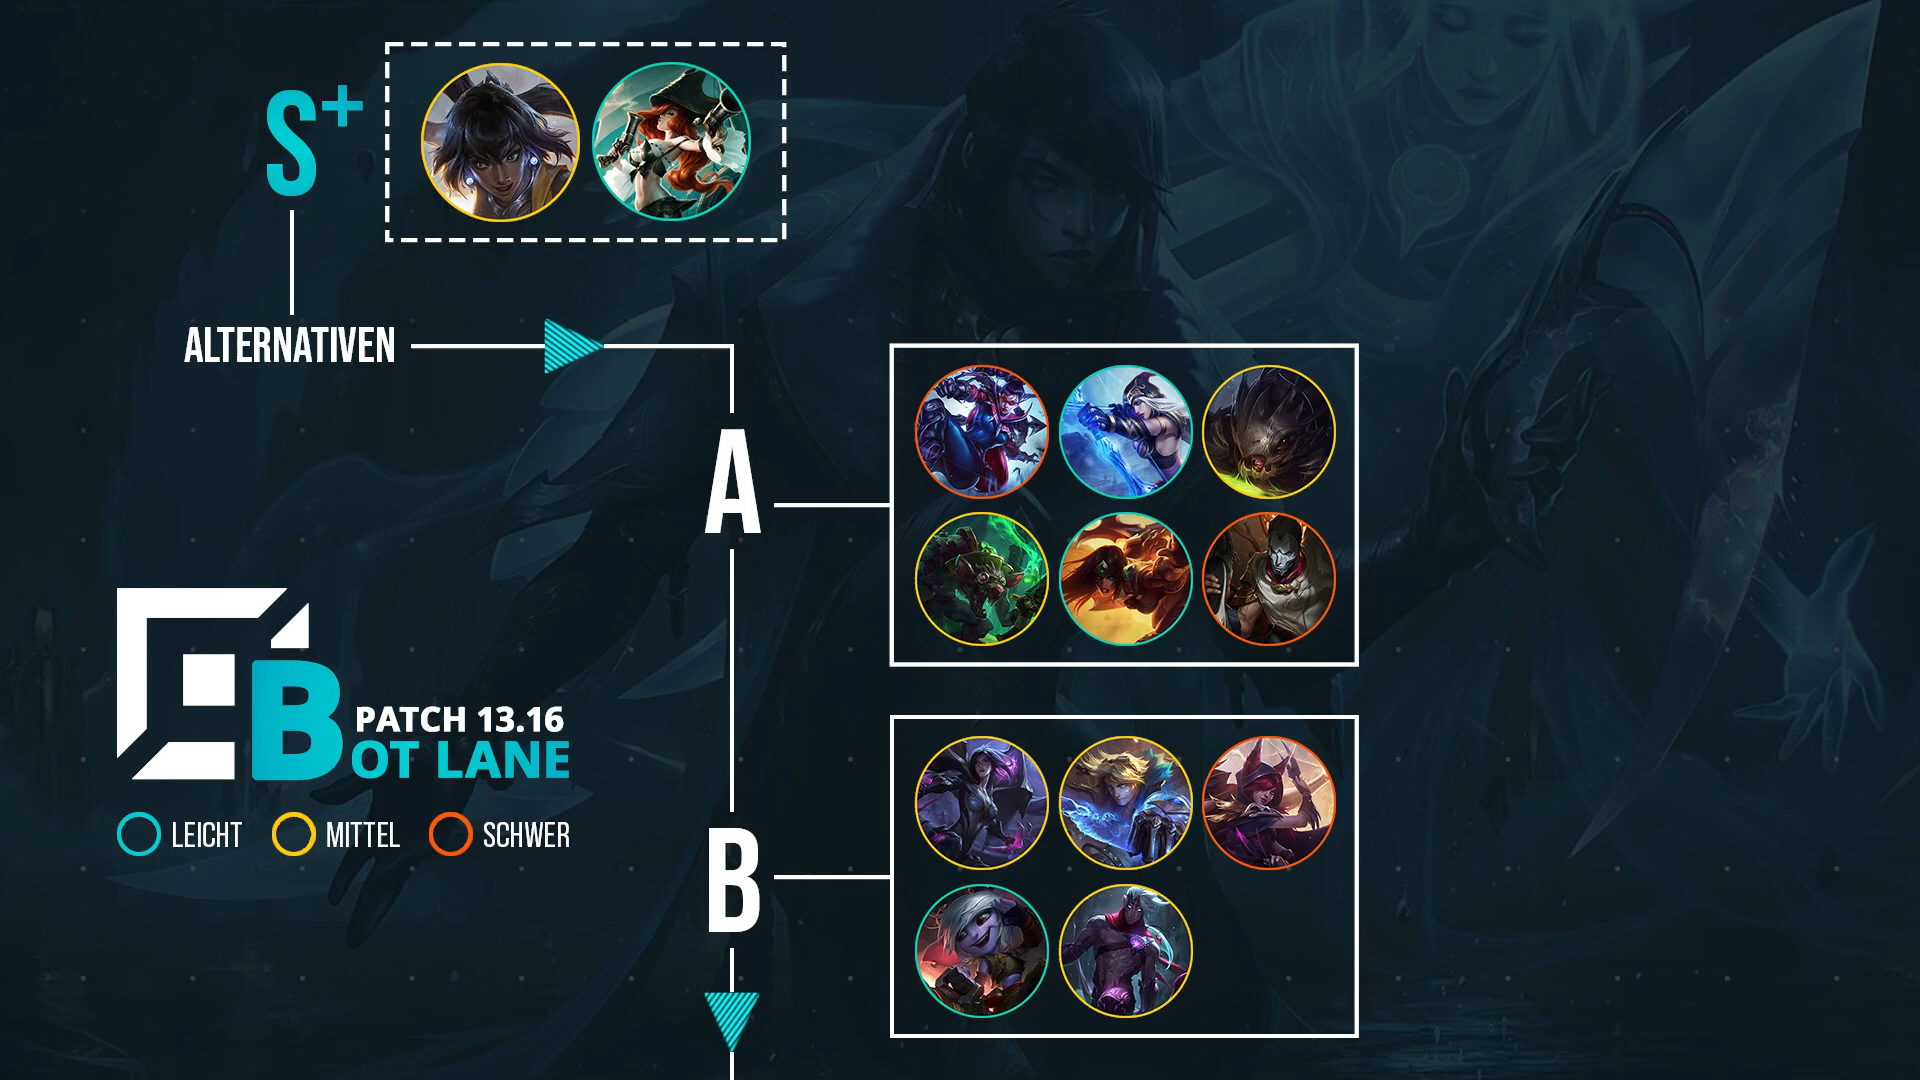 S+
ALTERNATIVEN
A
PATCH 13.16
BOT LANE
LEICHT MITTEL SCHWER
B